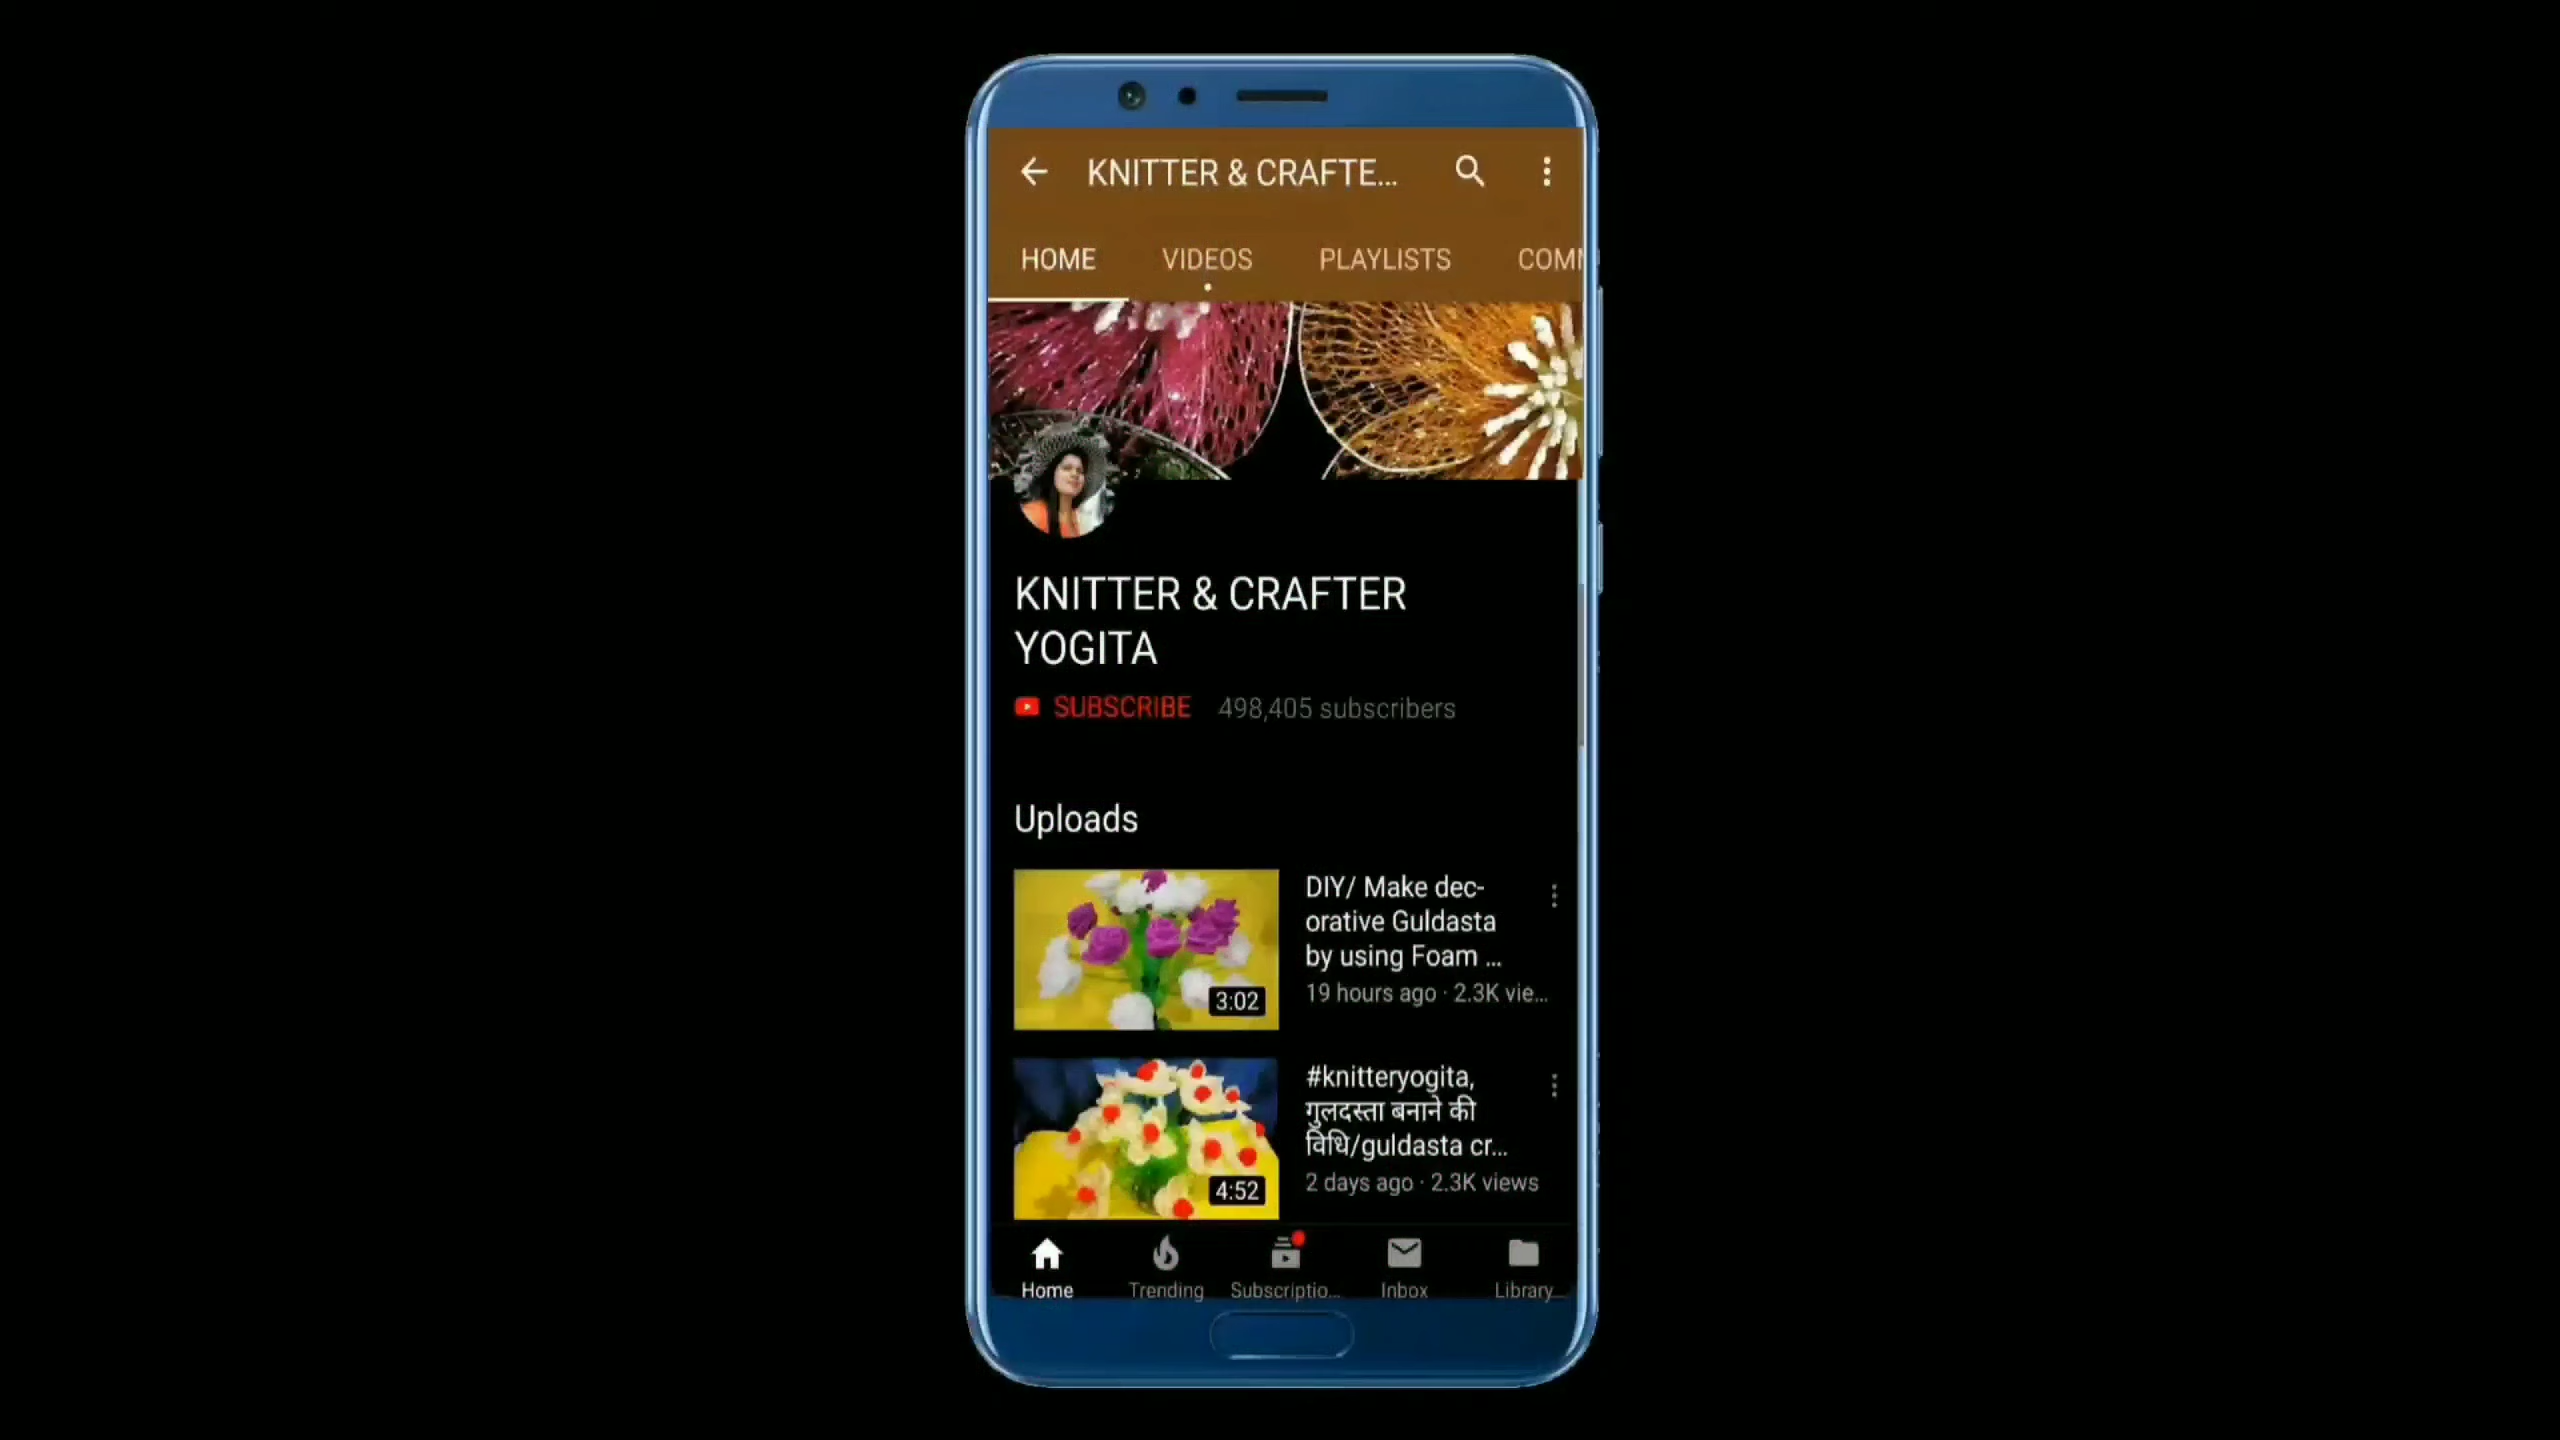 KNITTER & CRAFTE...
HOME VIDEOS PLAYLISTS COMM
KNITTER & CRAFTER
YOGITA
SUBSCRIBE 498,405 subscribers
Uploads
DIY/ Make dec-
orative Guldasta
by using Foam ...
19 hours ago · 2.3K vie...
3:02
#knitteryogita,
गुलदस्ता बनाने की
विधि/guldasta cr...
2 days ago · 2.3K views
4:52
Home Trending Subscriptio... Inbox Library